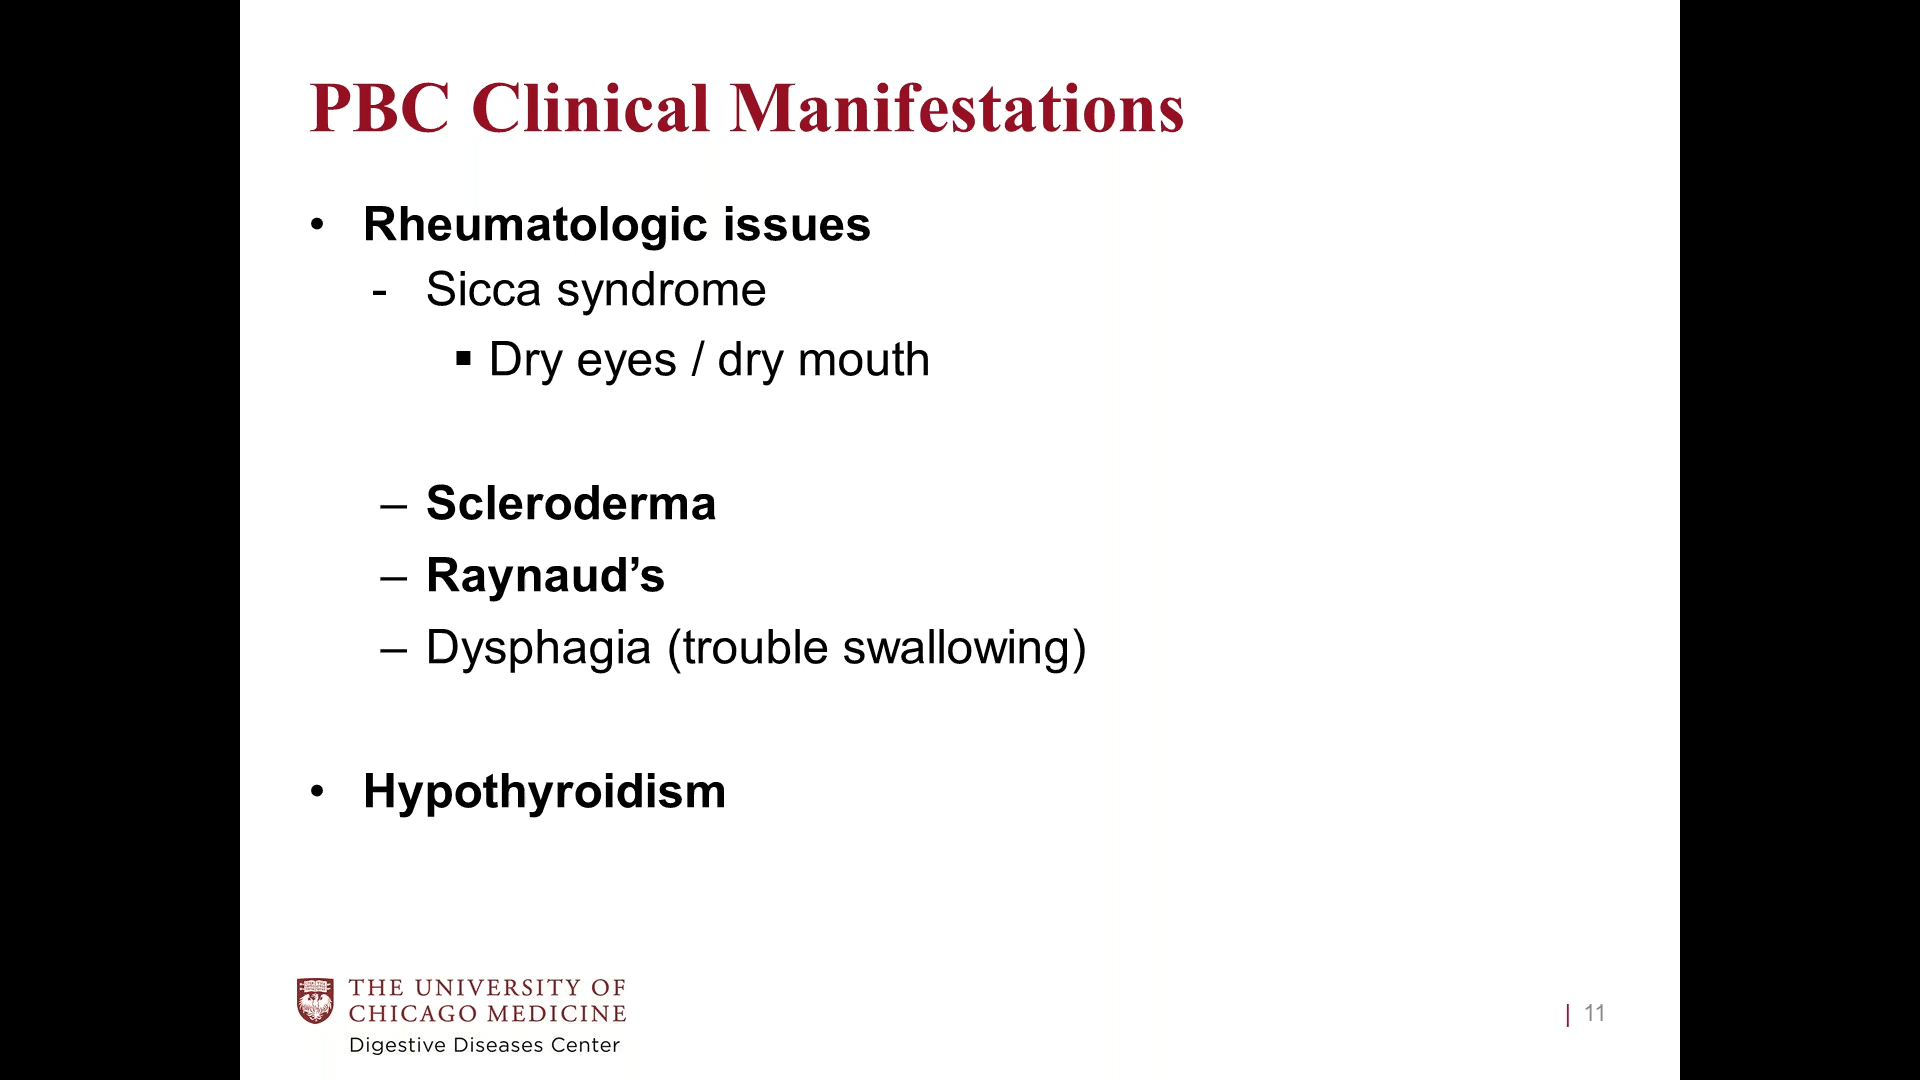 PBC Clinical Manifestations
• Rheumatologic issues
- Sicca syndrome
▪ Dry eyes / dry mouth
– Scleroderma
– Raynaud’s
– Dysphagia (trouble swallowing)
• Hypothyroidism
THE UNIVERSITY OF
CHICAGO MEDICINE
Digestive Diseases Center
| 11